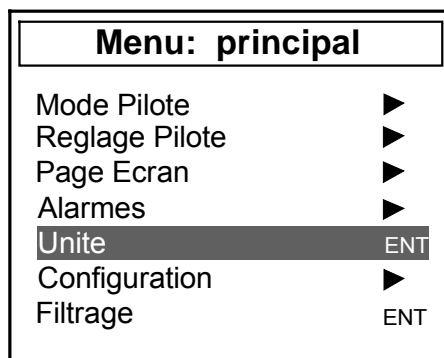 Menu: principal
Mode Pilote ▶
Reglage Pilote ▶
Page Ecran ▶
Alarmes ▶
Unite ENT
Configuration ▶
Filtrage ENT